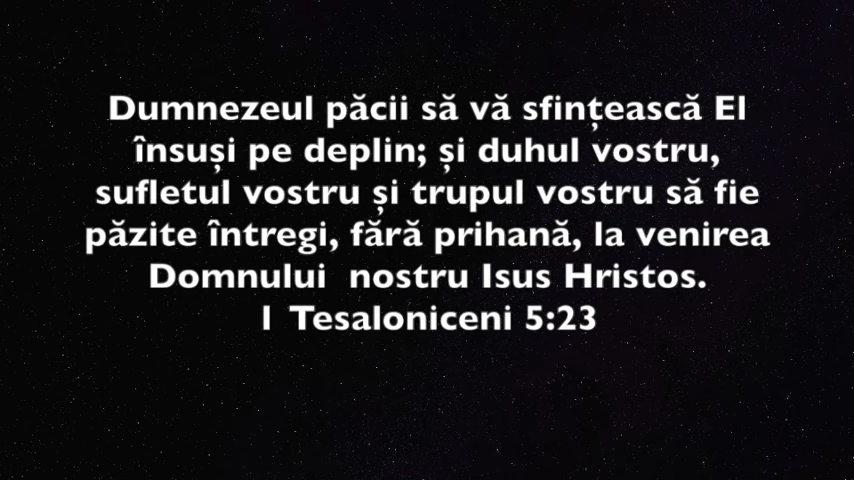 Dumnezeul păcii să vă sfințească El
însuși pe deplin; și duhul vostru,
sufletul vostru și trupul vostru să fie
păzite întregi, fără prihană, la venirea
Domnului  nostru Isus Hristos.
1 Tesaloniceni 5:23